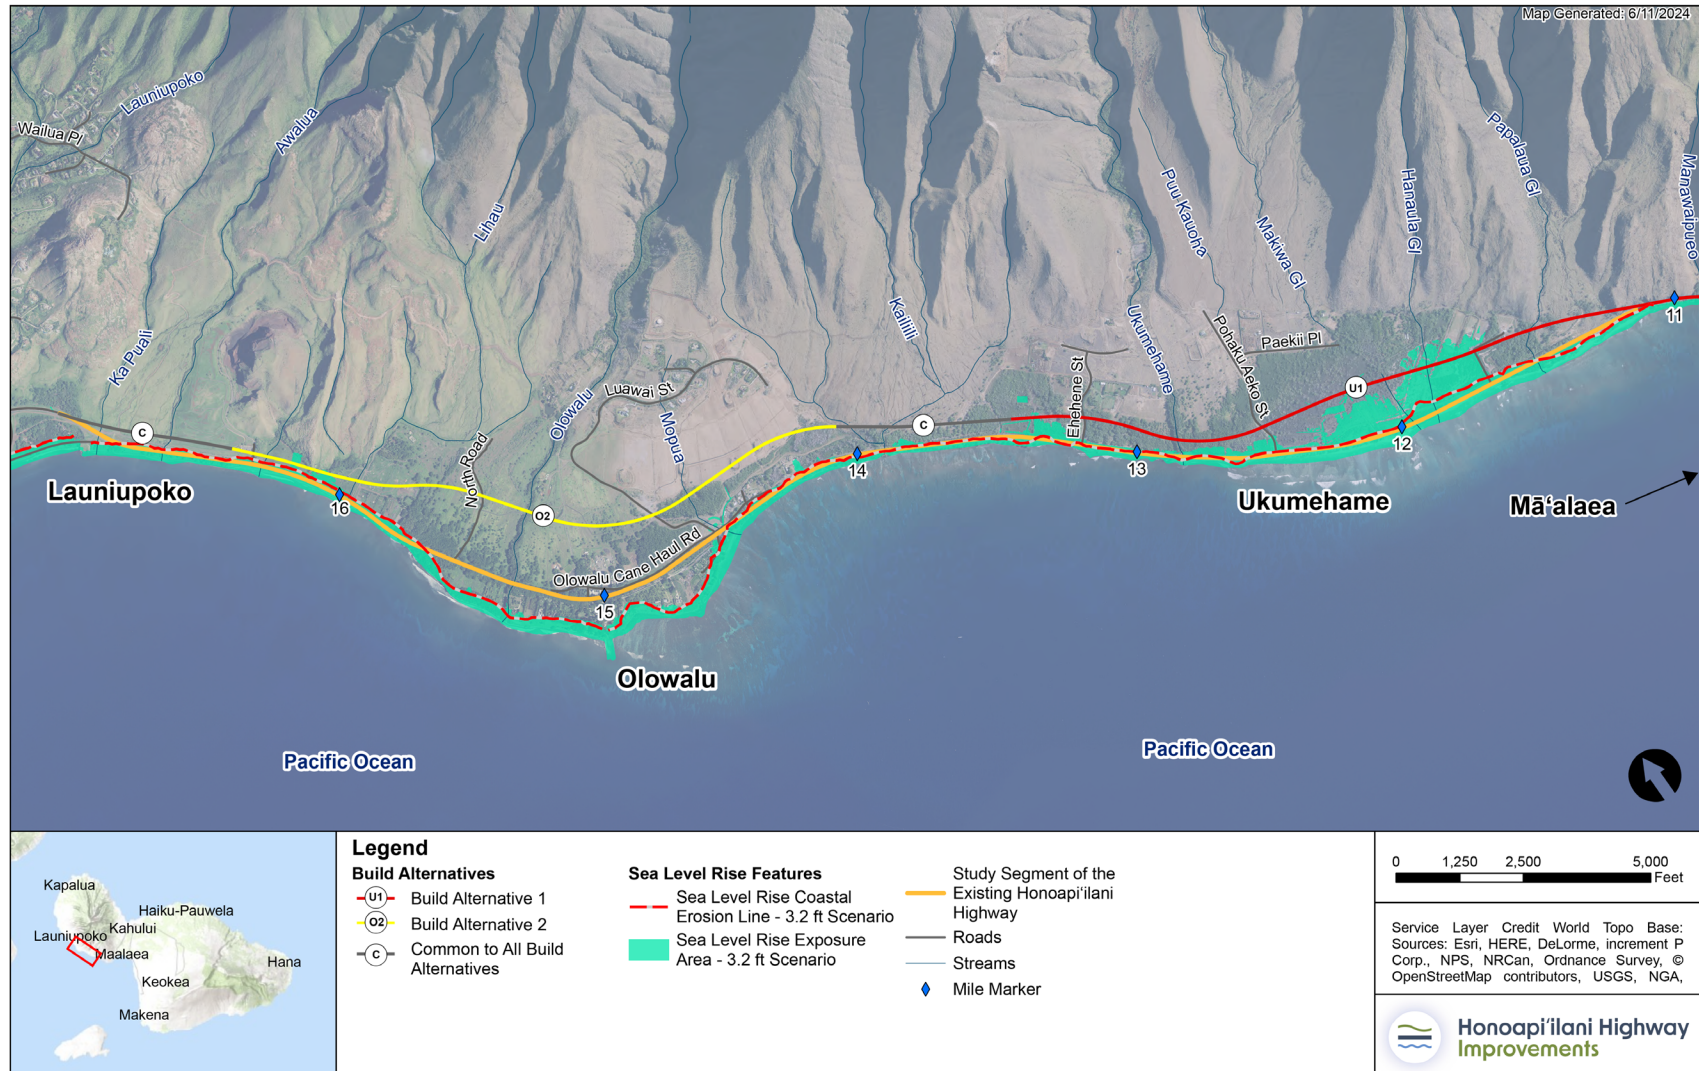 Map Generated: 6/11/2024
Launiupoko
Wailua Pl
Awalua
Lihau
Ka Puali
Olowalu
Mopua
Luawai St
North Road
Kailiili
Puu Kauoha
Makiwa Gl
Hanaula Gl
Papalaua Gl
Manawaipueo
Ukumehame
Pohaku Aeko St
Paekii Pl
Ehehene St
Olowalu Cane Haul Rd
C
O2
C
U1
16
15
14
13
12
11
Launiupoko
Olowalu
Ukumehame
Māʻalaea
Pacific Ocean
Pacific Ocean
Kapalua
Haiku-Pauwela
Kahului
Launiupoko
Maalaea
Hana
Keokea
Makena
Legend
Build Alternatives
U1 Build Alternative 1
O2 Build Alternative 2
C Common to All Build
Alternatives
Sea Level Rise Features
Sea Level Rise Coastal
Erosion Line - 3.2 ft Scenario
Sea Level Rise Exposure
Area - 3.2 ft Scenario
Study Segment of the
Existing Honoapiʻilani
Highway
Roads
Streams
Mile Marker
0 1,250 2,500 5,000
Feet
Service Layer Credit World Topo Base:
Sources: Esri, HERE, DeLorme, increment P
Corp., NPS, NRCan, Ordnance Survey, ©
OpenStreetMap contributors, USGS, NGA,
Honoapiʻilani Highway
Improvements